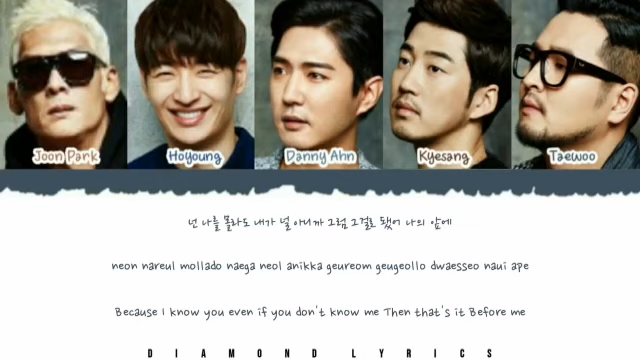 Joon Park
Hoyoung
Danny Ahn
Kyesang
Taewoo
넌 나를 몰라도 내가 널 아니까 그럼 그걸로 됐어 나의 앞에
neon nareul mollado naega neol anikka geureom geugeollo dwaesseo naui ape
Because I know you even if you don't know me Then that's it Before me
DIAMOND LYRICS